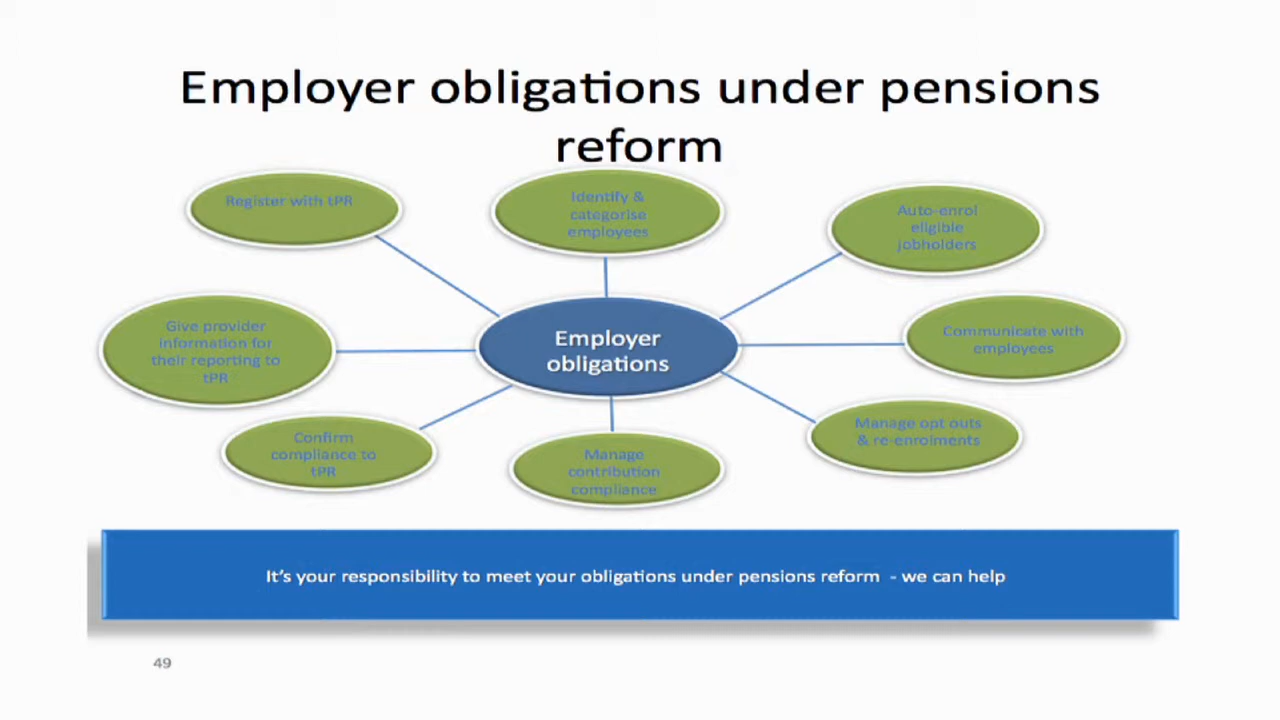 Employer obligations under pensions
reform
Register with tPR
Identify &
categorise
employees
Auto-enrol
eligible
jobholders
Give provider
information for
their reporting to
tPR
Employer
obligations
Communicate with
employees
Confirm
compliance to
tPR
Manage
contribution
compliance
Manage opt outs
& re-enrolments
It's your responsibility to meet your obligations under pensions reform - we can help
49